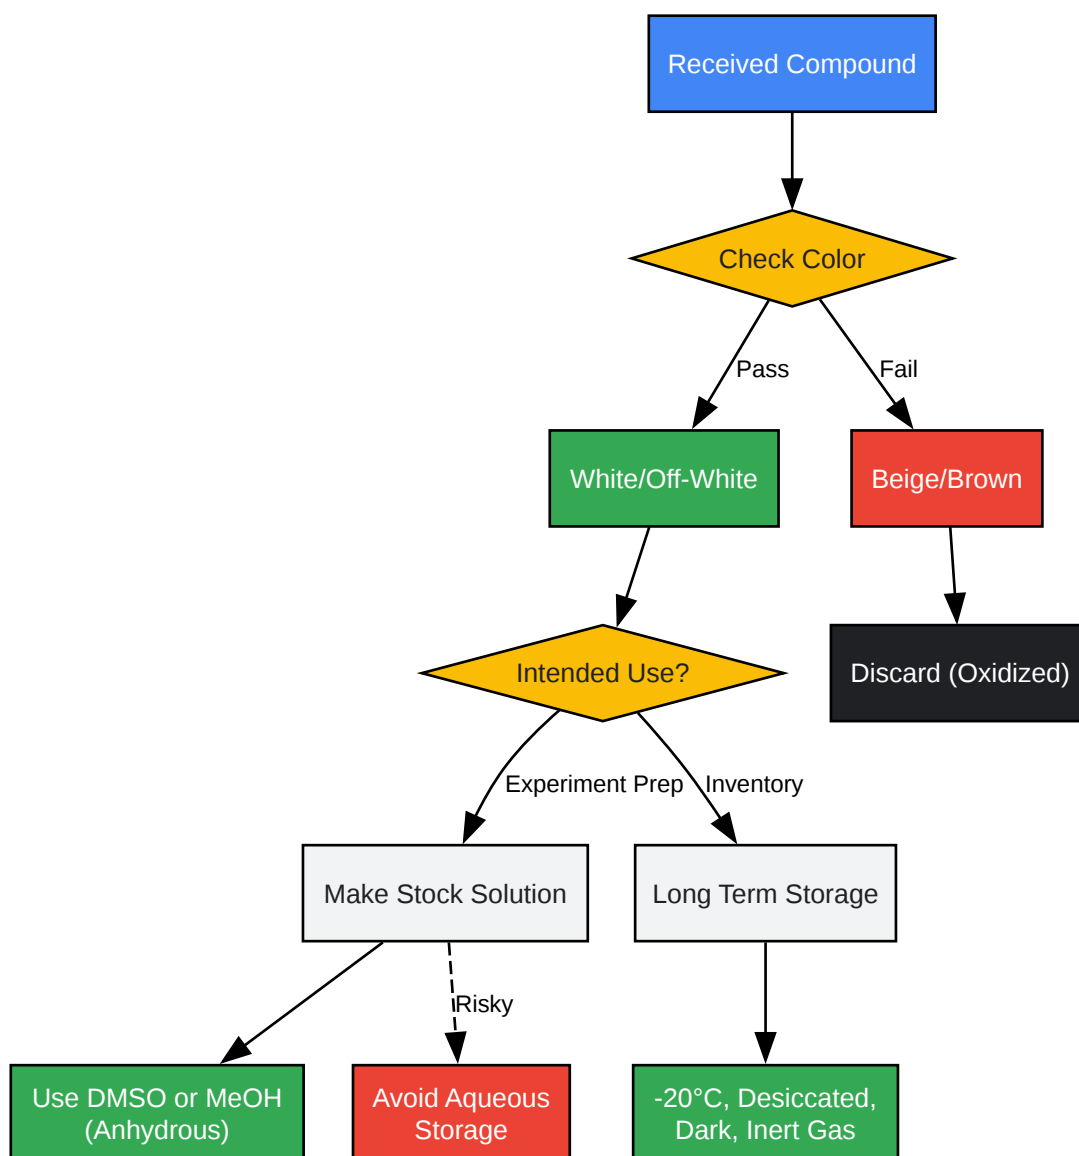 Received Compound
Check Color
Pass
Fail
White/Off-White
Beige/Brown
Intended Use?
Discard (Oxidized)
Experiment Prep
Inventory
Make Stock Solution
Long Term Storage
Risky
Use DMSO or MeOH
(Anhydrous)
Avoid Aqueous
Storage
-20°C, Desiccated,
Dark, Inert Gas